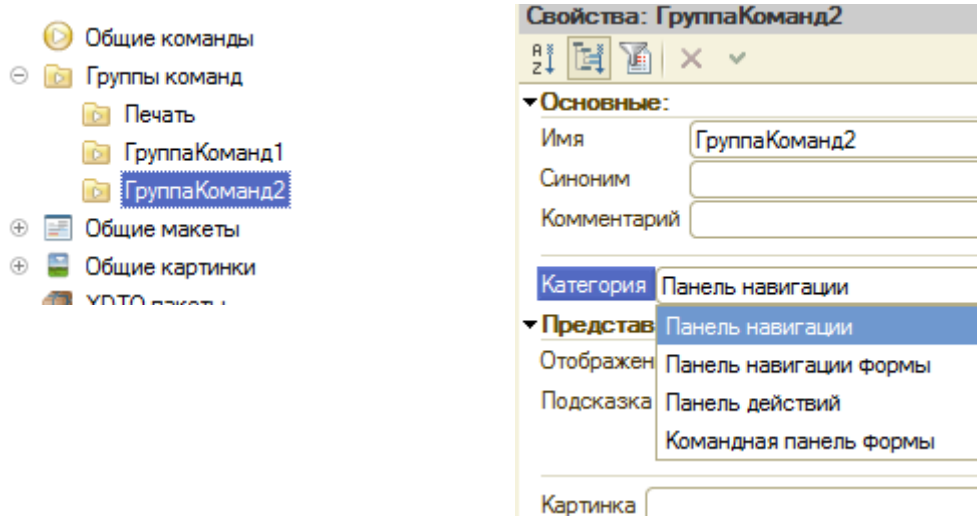 Общие команды
Группы команд
Печать
ГруппаКоманд1
ГруппаКоманд2
Общие макеты
Общие картинки
Свойства: ГруппаКоманд2
Основные:
Имя ГруппаКоманд2
Синоним
Комментарий
Категория Панель навигации
Представ Панель навигации
Отображен Панель навигации формы
Подсказка Панель действий
Командная панель формы
Картинка